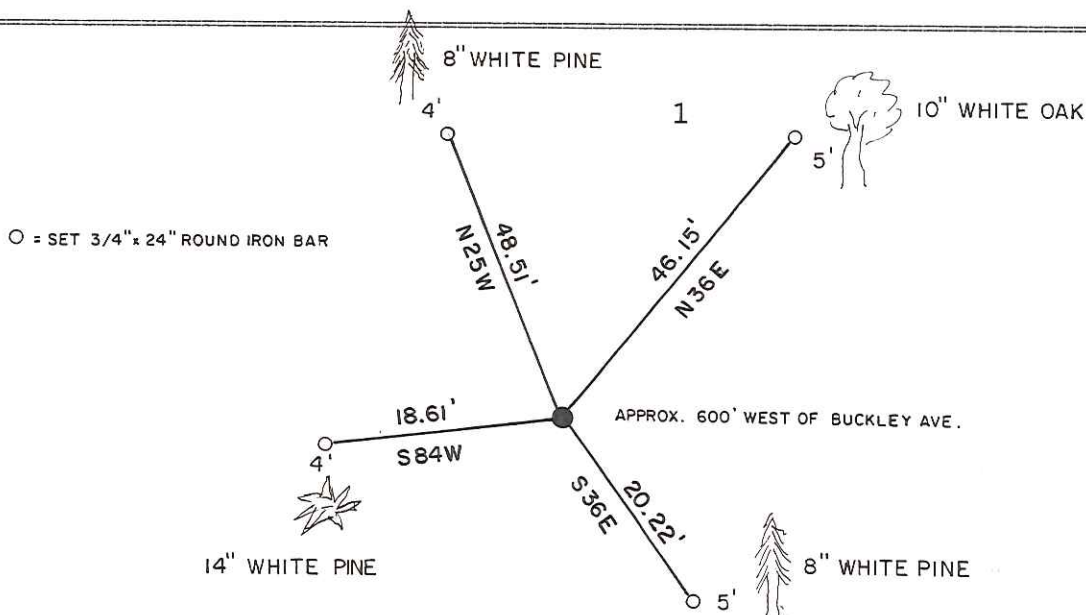 8" WHITE PINE
4'
1
10" WHITE OAK
5'
O = SET 3/4" x 24" ROUND IRON BAR
48.51'
N25W
46.15'
N36E
18.61'
S84W
APPROX. 600' WEST OF BUCKLEY AVE.
4'
14" WHITE PINE
20.22'
S36E
8" WHITE PINE
5'